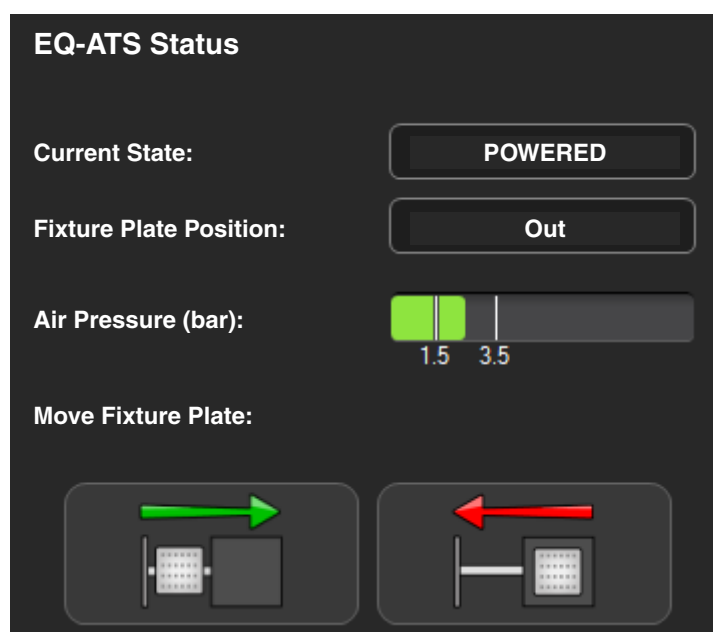 EQ-ATS Status
Current State: POWERED
Fixture Plate Position: Out
Air Pressure (bar):
1.5 3.5
Move Fixture Plate: